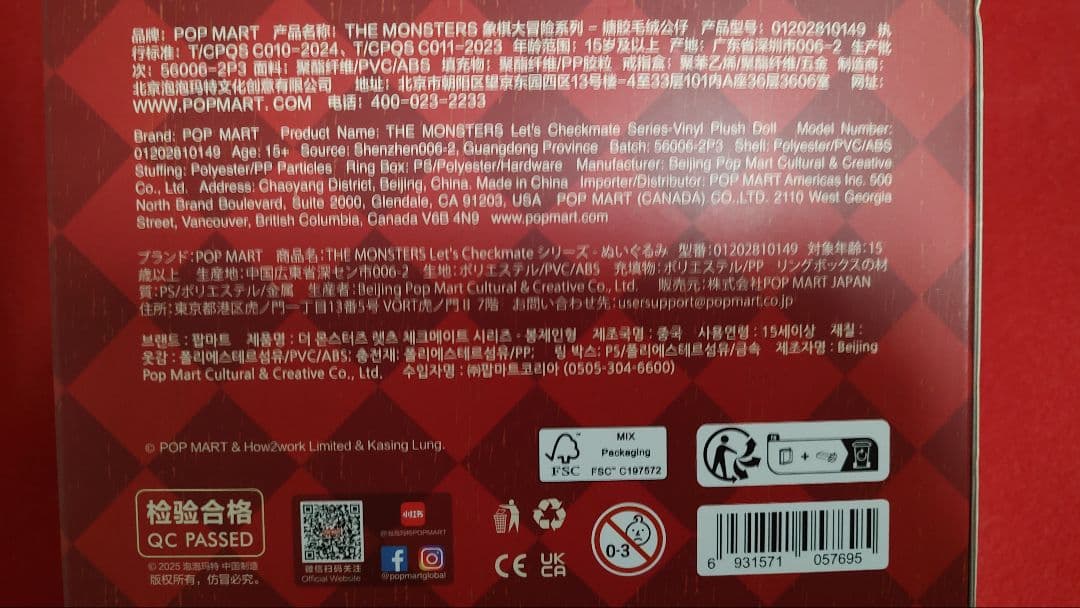 品牌：POP MART 产品名称：THE MONSTERS 象棋大冒险系列 – 搪胶毛绒公仔 产品型号：01202810149 执
行标准：T/CPQS C010-2024、T/CPQS C011-2023 年龄范围：15岁及以上 产地：广东省深圳市006-2 生产批
次：56006-2P3 面料：聚酯纤维/PVC/ABS 填充物：聚酯纤维/PP胶粒 戒指盒：聚苯乙烯/聚酯纤维/五金 制造商：
北京泡泡玛特文化创意有限公司 地址：北京市朝阳区望京东园四区13号楼-4至33层101内A座36层3606室 网址：
WWW.POPMART.COM 电话：400-023-2233
Brand: POP MART Product Name: THE MONSTERS Let's Checkmate Series-Vinyl Plush Doll Model Number:
01202810149 Age: 15+ Source: Shenzhen006-2, Guangdong Province Batch: 56006-2P3 Shell: Polyester/PVC/ABS
Stuffing: Polyester/PP Particles Ring Box: PS/Polyester/Hardware Manufacturer: Beijing Pop Mart Cultural & Creative
Co., Ltd. Address: Chaoyang District, Beijing, China. Made in China Importer/Distributor: POP MART Americas Inc. 500
North Brand Boulevard, Suite 2000, Glendale, CA 91203, USA POP MART (CANADA) CO.,LTD. 2110 West Georgia
Street, Vancouver, British Columbia, Canada V6B 4N9 www.popmart.com
ブランド：POP MART 商品名：THE MONSTERS Let's Checkmate シリーズ - ぬいぐるみ 型番：01202810149 対象年齢：15
歳以上 生産地：中国広東省深セン市006-2 生地：ポリエステル/PVC/ABS 充填物：ポリエステル/PP リングボックスの材
質：PS/ポリエステル/金属 生産者：Beijing Pop Mart Cultural & Creative Co., Ltd. 販売元：株式会社POP MART JAPAN
住所：東京都港区虎ノ門一丁目13番5号 VORT虎ノ門Ⅱ 7階 お問い合わせ先：usersupport@popmart.co.jp
브랜드 : 팝마트 제품명 : 더 몬스터즈 렛츠 체크메이트 시리즈 - 봉제인형 제조국명 : 중국 사용연령 : 15세이상 재질 :
옷감 : 폴리에스테르섬유/PVC/ABS; 충전재: 폴리에스테르섬유/PP; 링 박스: PS/폴리에스테르섬유/금속 제조자명 : Beijing
Pop Mart Cultural & Creative Co., Ltd. 수입자명 : ㈜팝마트코리아 (0505-304-6600)
© POP MART & How2work Limited & Kasing Lung.
MIX
Packaging
FSC™ C197572
FSC
检验合格
QC PASSED
© 2025 泡泡玛特 中国制造
版权所有，仿冒必究。
微信扫码关注
Official Website
小红书
@泡泡玛特POPMART
@popmartglobal
CE
UK
CA
0-3
6 931571 057695